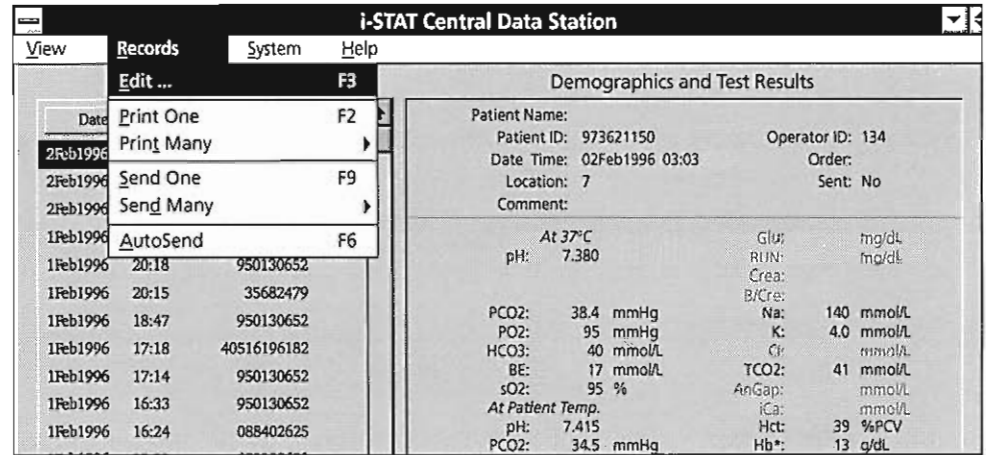 i-STAT Central Data Station
View Records System Help
Edit ... F3
Print One F2
Print Many
Send One F9
Send Many
AutoSend F6
Date
2Feb1996
2Feb1996
2Feb1996
1Feb1996
1Feb1996 20:18 950130652
1Feb1996 20:15 35682479
1Feb1996 18:47 950130652
1Feb1996 17:18 40516196182
1Feb1996 17:14 950130652
1Feb1996 16:33 950130652
1Feb1996 16:24 088402625
Demographics and Test Results
Patient Name:
Patient ID: 973621150 Operator ID: 134
Date Time: 02Feb1996 03:03 Order:
Location: 7 Sent: No
Comment:
At 37°C Glu: mg/dL
pH: 7.380 BUN: mg/dL
Crea:
B/Cre:
PCO2: 38.4 mmHg Na: 140 mmol/L
PO2: 95 mmHg K: 4.0 mmol/L
HCO3: 40 mmol/L Cl: mmol/L
BE: 17 mmol/L TCO2: 41 mmol/L
sO2: 95 % AnGap: mmol/L
At Patient Temp. iCa: mmol/L
pH: 7.415 Hct: 39 %PCV
PCO2: 34.5 mmHg Hb*: 13 g/dL